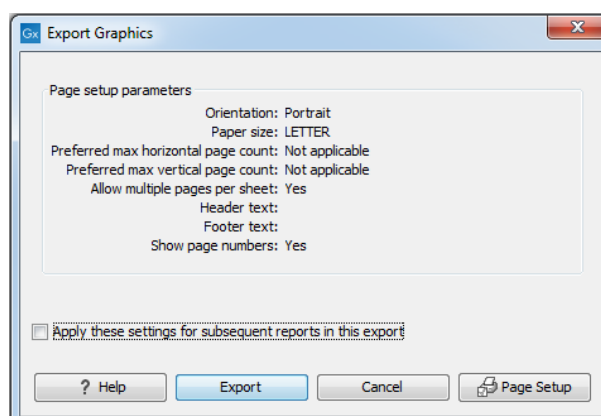 Gx Export Graphics X
Page setup parameters
Orientation: Portrait
Paper size: LETTER
Preferred max horizontal page count: Not applicable
Preferred max vertical page count: Not applicable
Allow multiple pages per sheet: Yes
Header text:
Footer text:
Show page numbers: Yes
Apply these settings for subsequent reports in this export
? Help Export Cancel Page Setup